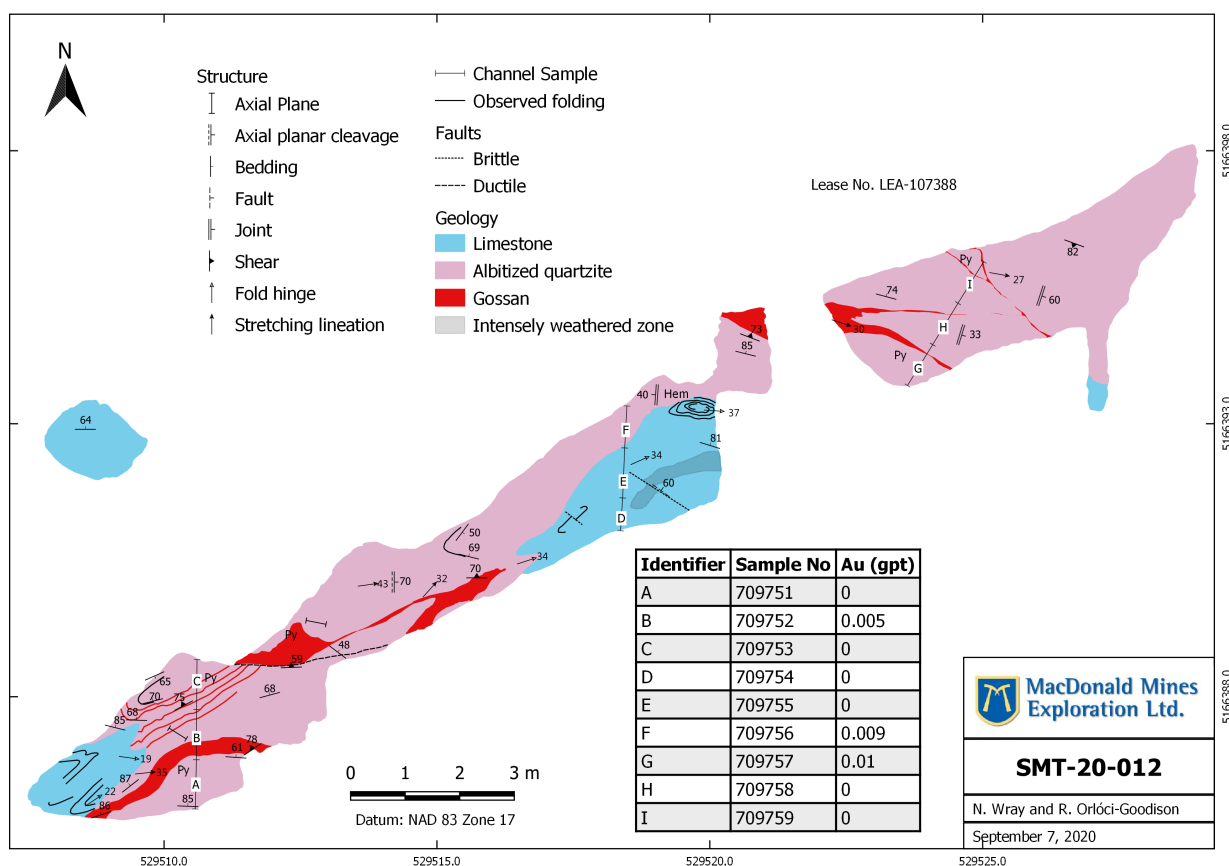 N
Structure
Axial Plane
Axial planar cleavage
Bedding
Fault
Joint
Shear
Fold hinge
Stretching lineation
Channel Sample
Observed folding
Faults
Brittle
Ductile
Geology
Limestone
Albitized quartzite
Gossan
Intensely weathered zone
Lease No. LEA-107388
5166398.0
5166393.0
5166388.0
82
Py
27
I
60
74
30
H
33
Py
G
73
85
64
40
Hem
37
F
81
34
E
60
D
50
69
34
70
43
70
32
Py
48
59
65
C
Py
70
75
68
68
85
B
78
61
19
35
Py
87
A
22
85
86
0 1 2 3 m
Datum: NAD 83 Zone 17
Identifier Sample No Au (gpt)
A 709751 0
B 709752 0.005
C 709753 0
D 709754 0
E 709755 0
F 709756 0.009
G 709757 0.01
H 709758 0
I 709759 0
MacDonald Mines
Exploration Ltd.
SMT-20-012
N. Wray and R. Orlóci-Goodison
September 7, 2020
529510.0 529515.0 529520.0 529525.0